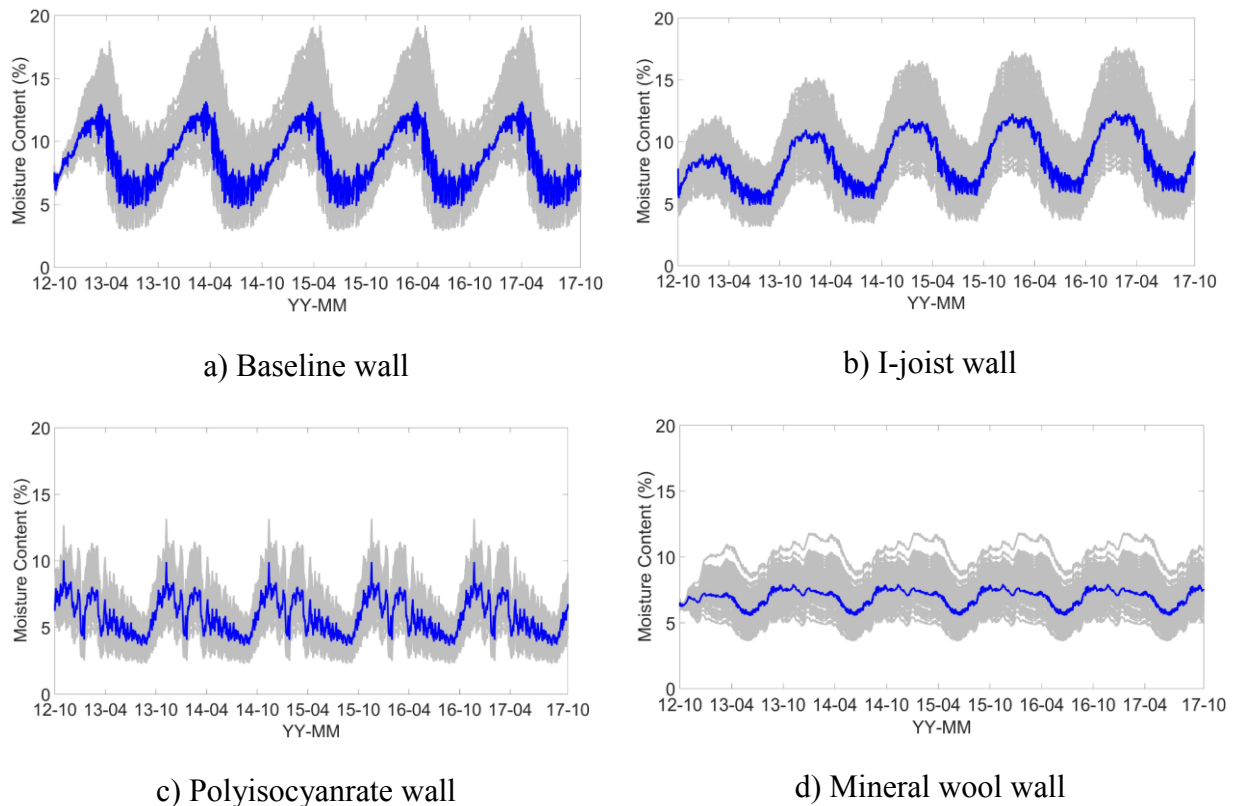 20
15
10
5
0
Moisture Content (%)
12-10 13-04 13-10 14-04 14-10 15-04 15-10 16-04 16-10 17-04 17-10
YY-MM
a) Baseline wall
20
15
10
5
0
Moisture Content (%)
12-10 13-04 13-10 14-04 14-10 15-04 15-10 16-04 16-10 17-04 17-10
YY-MM
b) I-joist wall
20
15
10
5
0
Moisture Content (%)
12-10 13-04 13-10 14-04 14-10 15-04 15-10 16-04 16-10 17-04 17-10
YY-MM
c) Polyisocyanrate wall
20
15
10
5
0
Moisture Content (%)
12-10 13-04 13-10 14-04 14-10 15-04 15-10 16-04 16-10 17-04 17-10
YY-MM
d) Mineral wool wall